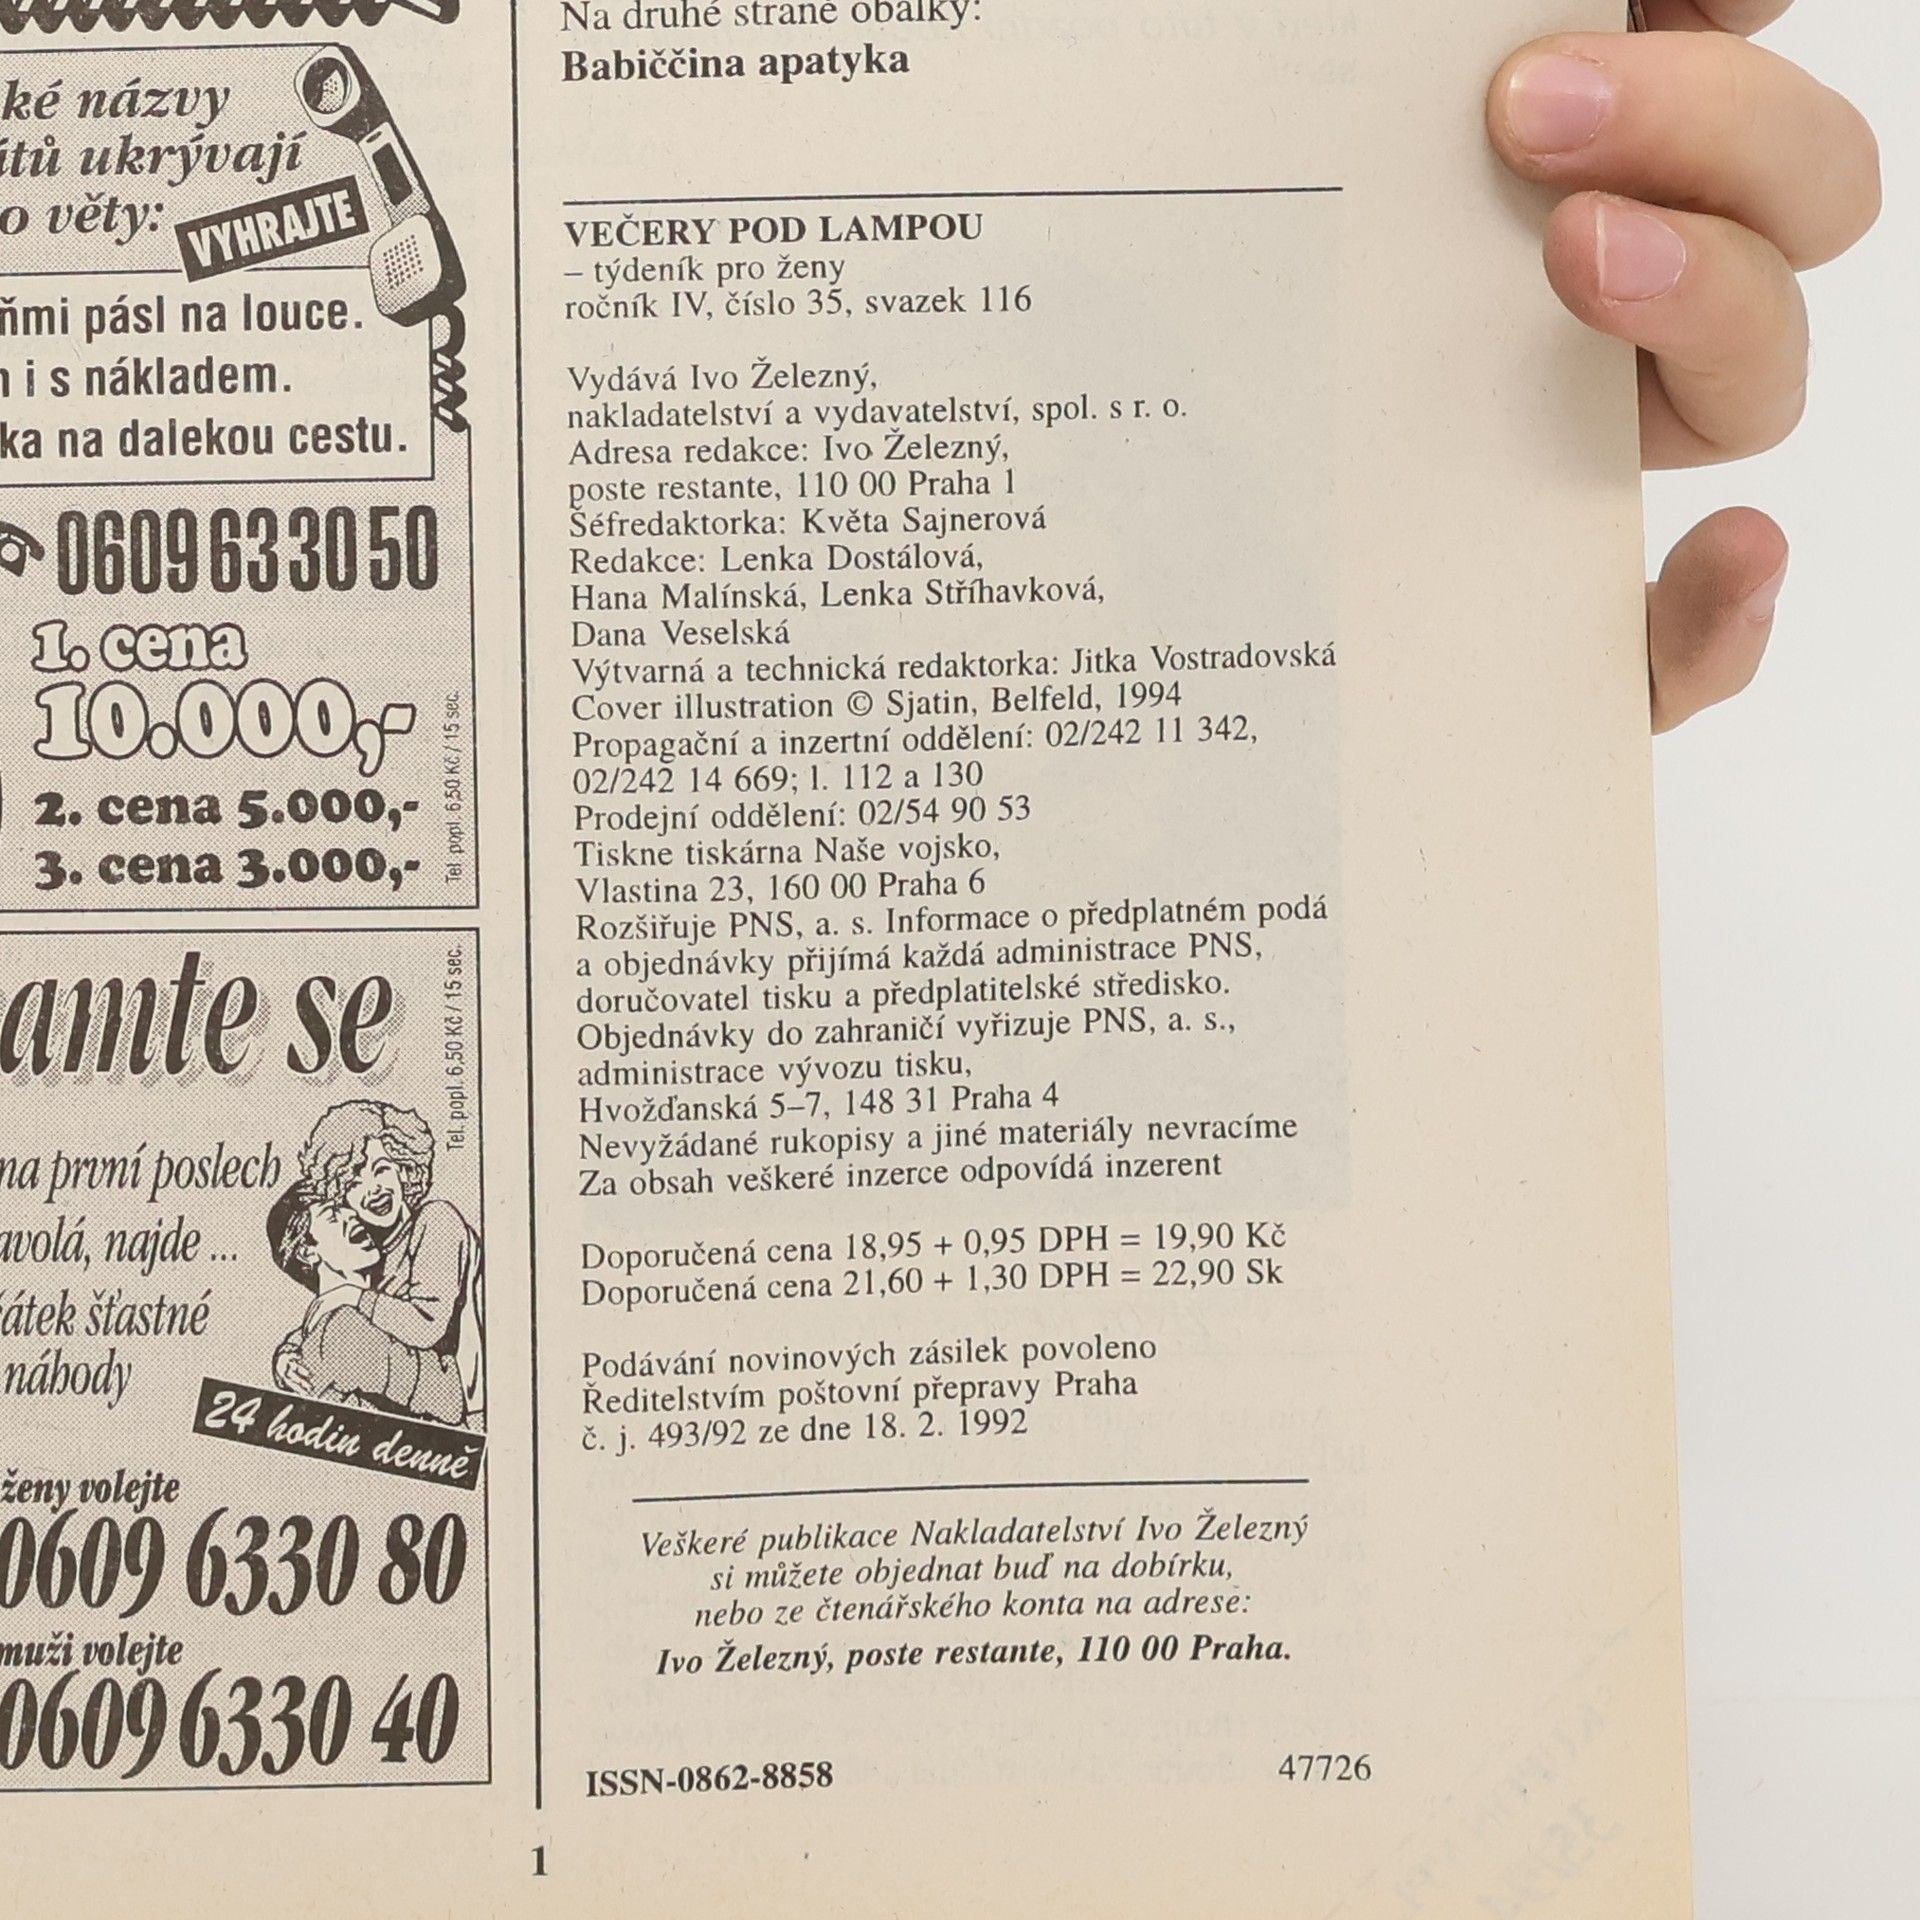 ké názvy
ítů ukrývají
o věty:
VYHRAJTE
ňmi pásl na louce.
i s nákladem.
ka na dalekou cestu.
0609 63 30 50
1. cena
10.000,-
2. cena 5.000,-
3. cena 3.000,-
Tel. popl. 6,50 Kč / 15 sec.
amte se
Tel. popl. 6,50 Kč / 15 sec.
na první poslech
avolá, najde ...
átek šťastné
náhody
24 hodin denně
ženy volejte
0609 6330 80
muži volejte
0609 6330 40
Na druhé straně obálky:
Babiččina apatyka
VEČERY POD LAMPOU
– týdeník pro ženy
ročník IV, číslo 35, svazek 116
Vydává Ivo Železný,
nakladatelství a vydavatelství, spol. s r. o.
Adresa redakce: Ivo Železný,
poste restante, 110 00 Praha 1
Šéfredaktorka: Květa Sajnerová
Redakce: Lenka Dostálová,
Hana Malínská, Lenka Stříhavková,
Dana Veselská
Výtvarná a technická redaktorka: Jitka Vostradovská
Cover illustration © Sjatin, Belfeld, 1994
Propagační a inzertní oddělení: 02/242 11 342,
02/242 14 669; l. 112 a 130
Prodejní oddělení: 02/54 90 53
Tiskne tiskárna Naše vojsko,
Vlastina 23, 160 00 Praha 6
Rozšiřuje PNS, a. s. Informace o předplatném podá
a objednávky přijímá každá administrace PNS,
doručovatel tisku a předplatitelské středisko.
Objednávky do zahraničí vyřizuje PNS, a. s.,
administrace vývozu tisku,
Hvožďanská 5–7, 148 31 Praha 4
Nevyžádané rukopisy a jiné materiály nevracíme
Za obsah veškeré inzerce odpovídá inzerent
Doporučená cena 18,95 + 0,95 DPH = 19,90 Kč
Doporučená cena 21,60 + 1,30 DPH = 22,90 Sk
Podávání novinových zásilek povoleno
Ředitelstvím poštovní přepravy Praha
č. j. 493/92 ze dne 18. 2. 1992
Veškeré publikace Nakladatelství Ivo Železný
si můžete objednat buď na dobírku,
nebo ze čtenářského konta na adrese:
Ivo Železný, poste restante, 110 00 Praha.
ISSN-0862-8858
47726
1